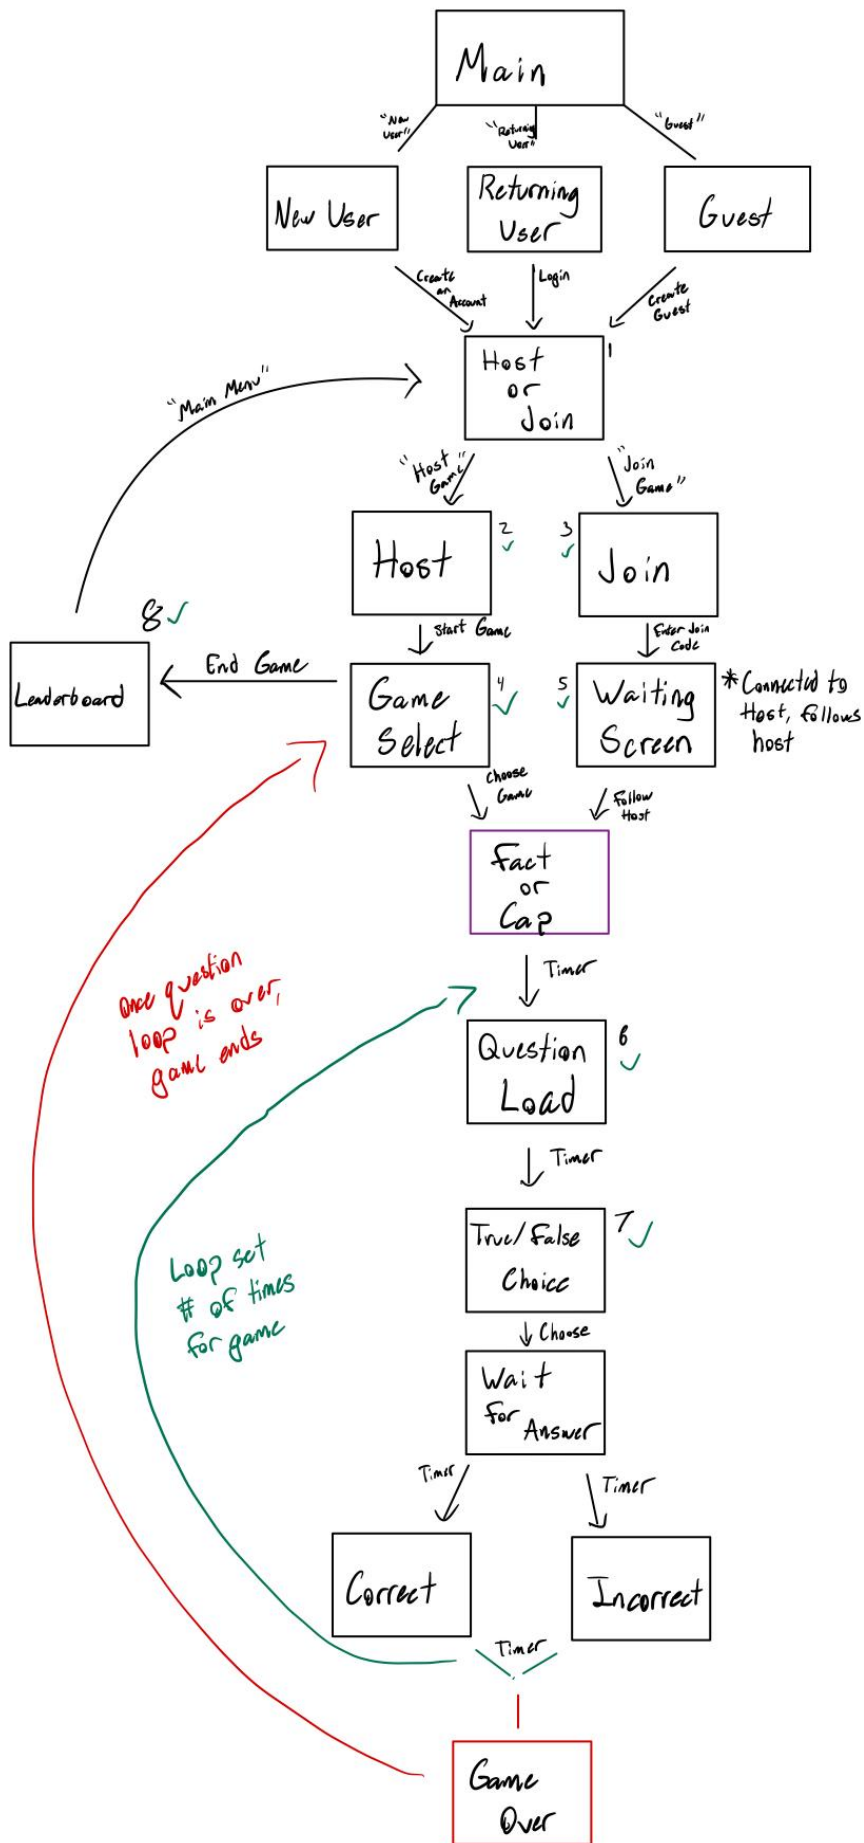 Main
"New
User"
"Returning
User"
"Guest"
New User
Returning
User
Guest
Create
an
Account
Login
Create
Guest
Host
or
Join
1
"Main Menu"
"Host
Game"
"Join
Game"
Host
2
3
Join
8
Start Game
Enter Join
Code
Leaderboard
End Game
Game
Select
4
5
Waiting
Screen
*Connected to
Host, follows
host
Choose
Game
Follow
Host
Fact
or
Cap
Timer
Once question
loop is over,
game ends
Question
Load
6
Timer
True/False
Choice
7
Loop set
# of times
for game
Choose
Wait
for Answer
Timer
Timer
Correct
Incorrect
Timer
Game
Over